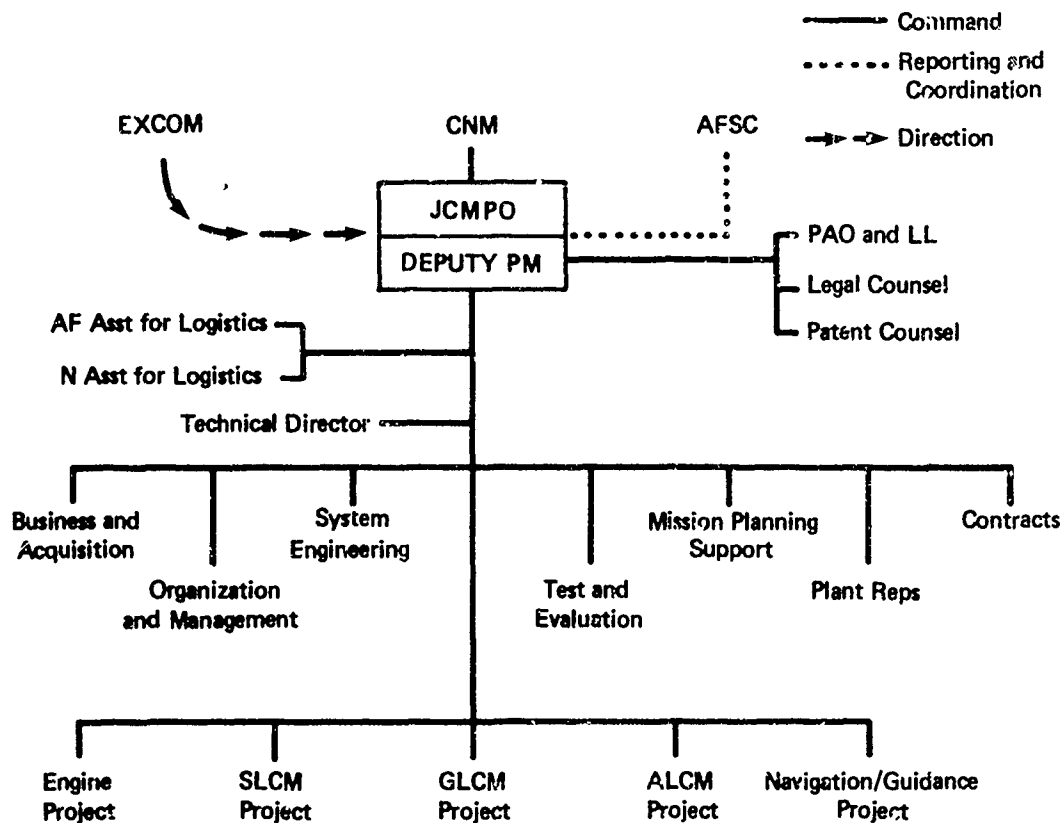 Command
Reporting and
Coordination
Direction
EXCOM
CNM
AFSC
JCMPO
DEPUTY PM
PAO and LL
Legal Counsel
Patent Counsel
AF Asst for Logistics
N Asst for Logistics
Technical Director
Business and
Acquisition
Organization
and Management
System
Engineering
Test and
Evaluation
Mission Planning
Support
Plant Reps
Contracts
Engine
Project
SLCM
Project
GLCM
Project
ALCM
Project
Navigation/Guidance
Project